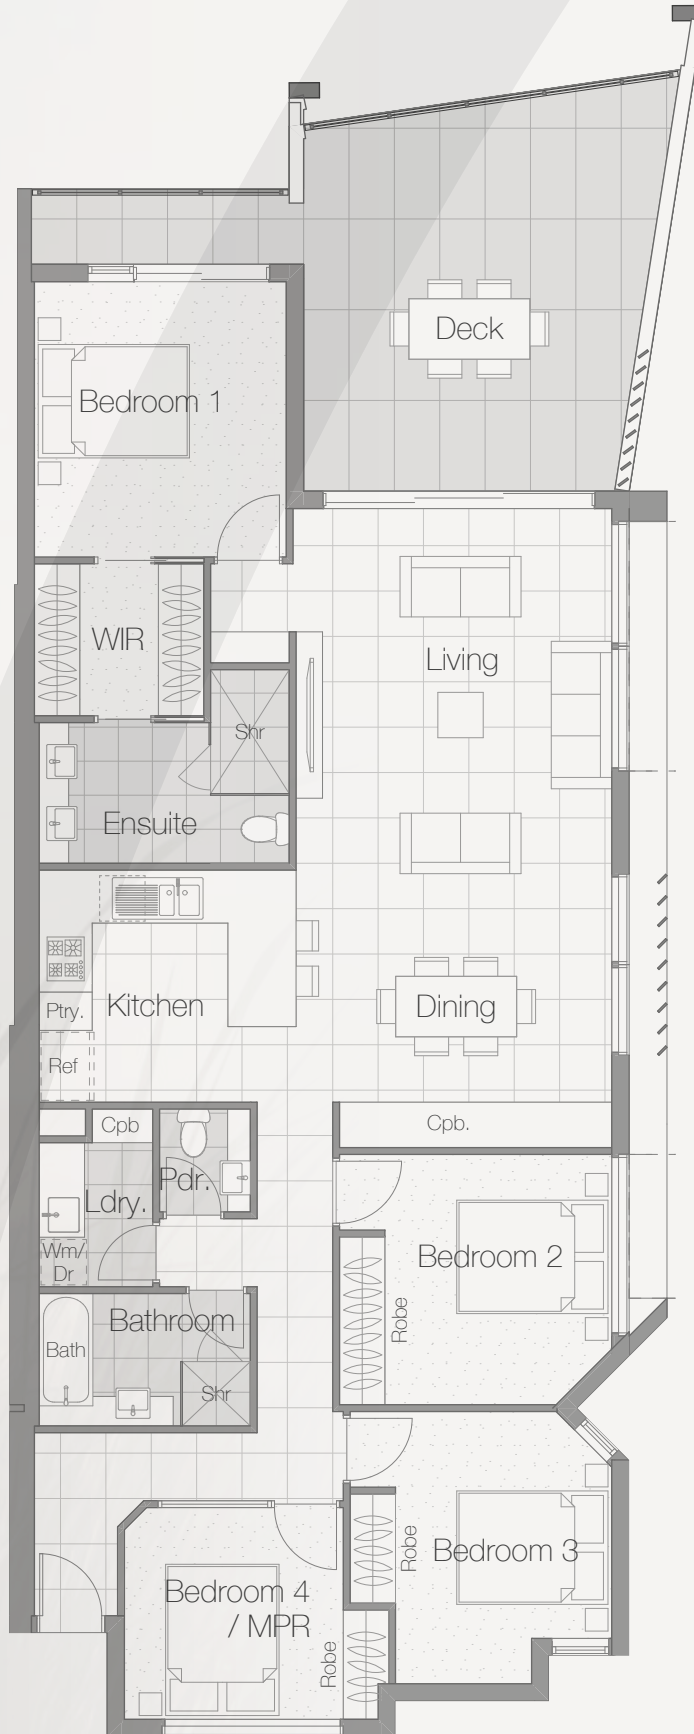 Deck
Bedroom 1
WIR
Living
Shr
Ensuite
Kitchen
Dining
Ptry.
Ref
Cpb
Cpb.
Pdr.
Ldry.
Wm/
Dr
Bedroom 2
Robe
Bathroom
Bath
Shr
Bedroom 3
Robe
Bedroom 4
/ MPR
Robe